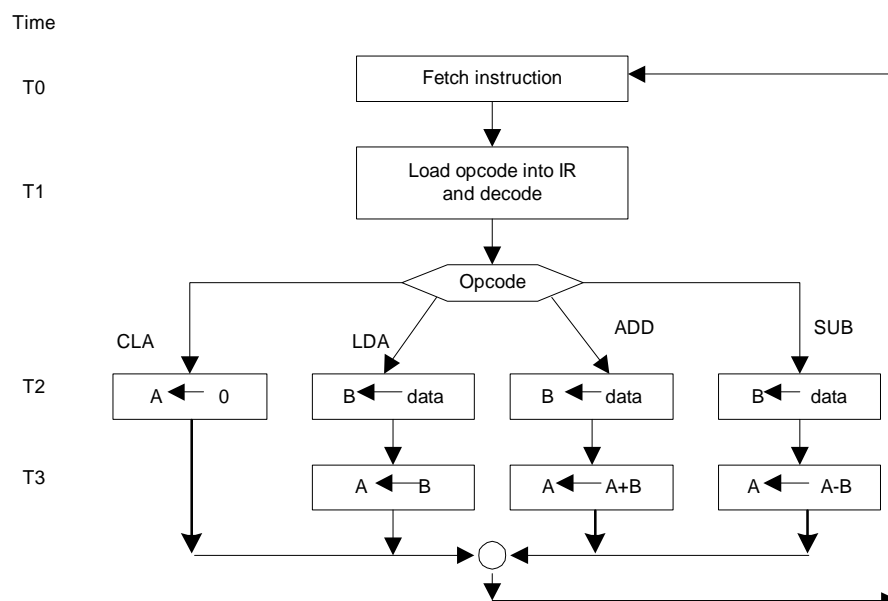 Time
T0
Fetch instruction
T1
Load opcode into IR
and decode
Opcode
CLA
LDA
ADD
SUB
T2
A 0
B data
B data
B data
T3
A B
A A+B
A A-B